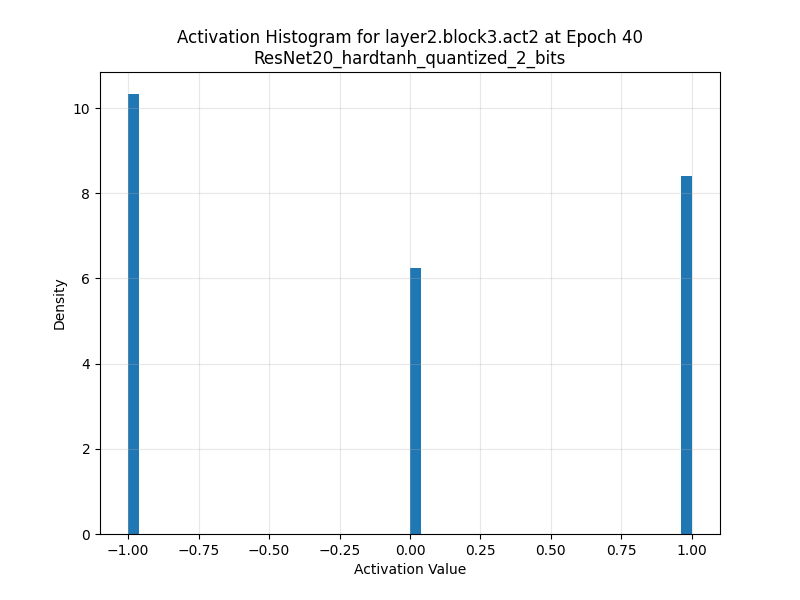 Activation Histogram for layer2.block3.act2 at Epoch 40
ResNet20_hardtanh_quantized_2_bits
Density
10
8
6
4
2
0
−1.00 −0.75 −0.50 −0.25 0.00 0.25 0.50 0.75 1.00
Activation Value